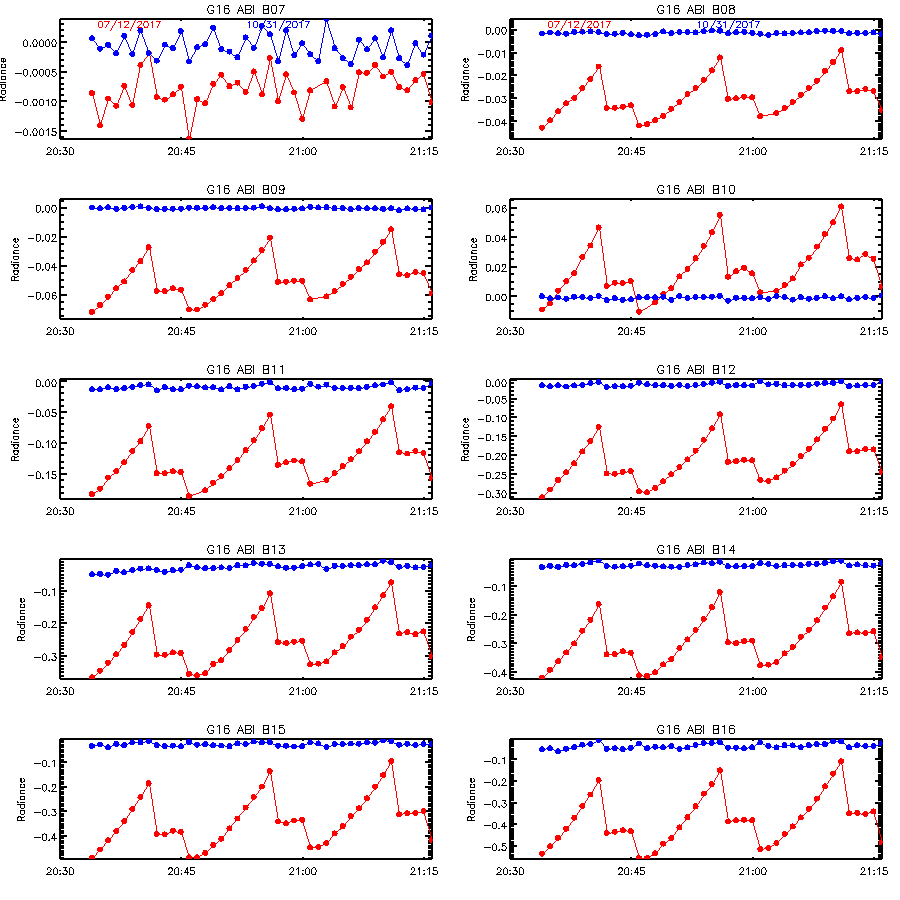 G16 ABI B07
07/12/2017 10/31/2017
Radiance
0.0000
-0.0005
-0.0010
-0.0015
20:30 20:45 21:00 21:15
G16 ABI B08
07/12/2017 10/31/2017
Radiance
0.00
-0.01
-0.02
-0.03
-0.04
20:30 20:45 21:00 21:15
G16 ABI B09
Radiance
0.00
-0.02
-0.04
-0.06
20:30 20:45 21:00 21:15
G16 ABI B10
Radiance
0.06
0.04
0.02
0.00
20:30 20:45 21:00 21:15
G16 ABI B11
Radiance
0.00
-0.05
-0.10
-0.15
20:30 20:45 21:00 21:15
G16 ABI B12
Radiance
0.00
-0.05
-0.10
-0.15
-0.20
-0.25
-0.30
20:30 20:45 21:00 21:15
G16 ABI B13
Radiance
-0.1
-0.2
-0.3
20:30 20:45 21:00 21:15
G16 ABI B14
Radiance
-0.1
-0.2
-0.3
-0.4
20:30 20:45 21:00 21:15
G16 ABI B15
Radiance
-0.1
-0.2
-0.3
-0.4
20:30 20:45 21:00 21:15
G16 ABI B16
Radiance
-0.1
-0.2
-0.3
-0.4
-0.5
20:30 20:45 21:00 21:15